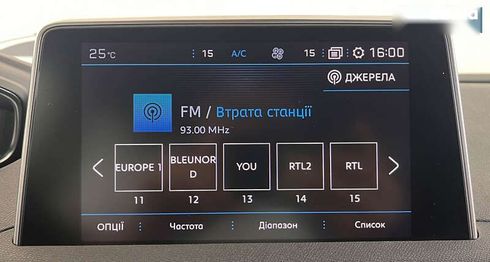 25°C 15 A/C 15 16:00
ДЖЕРЕЛА
FM / Втрата станції
93.00 MHz
EUROPE 1 BLEUNOR YOU RTL2 RTL
D
11 12 13 14 15
ОПЦІЇ Частота Діапазон Список